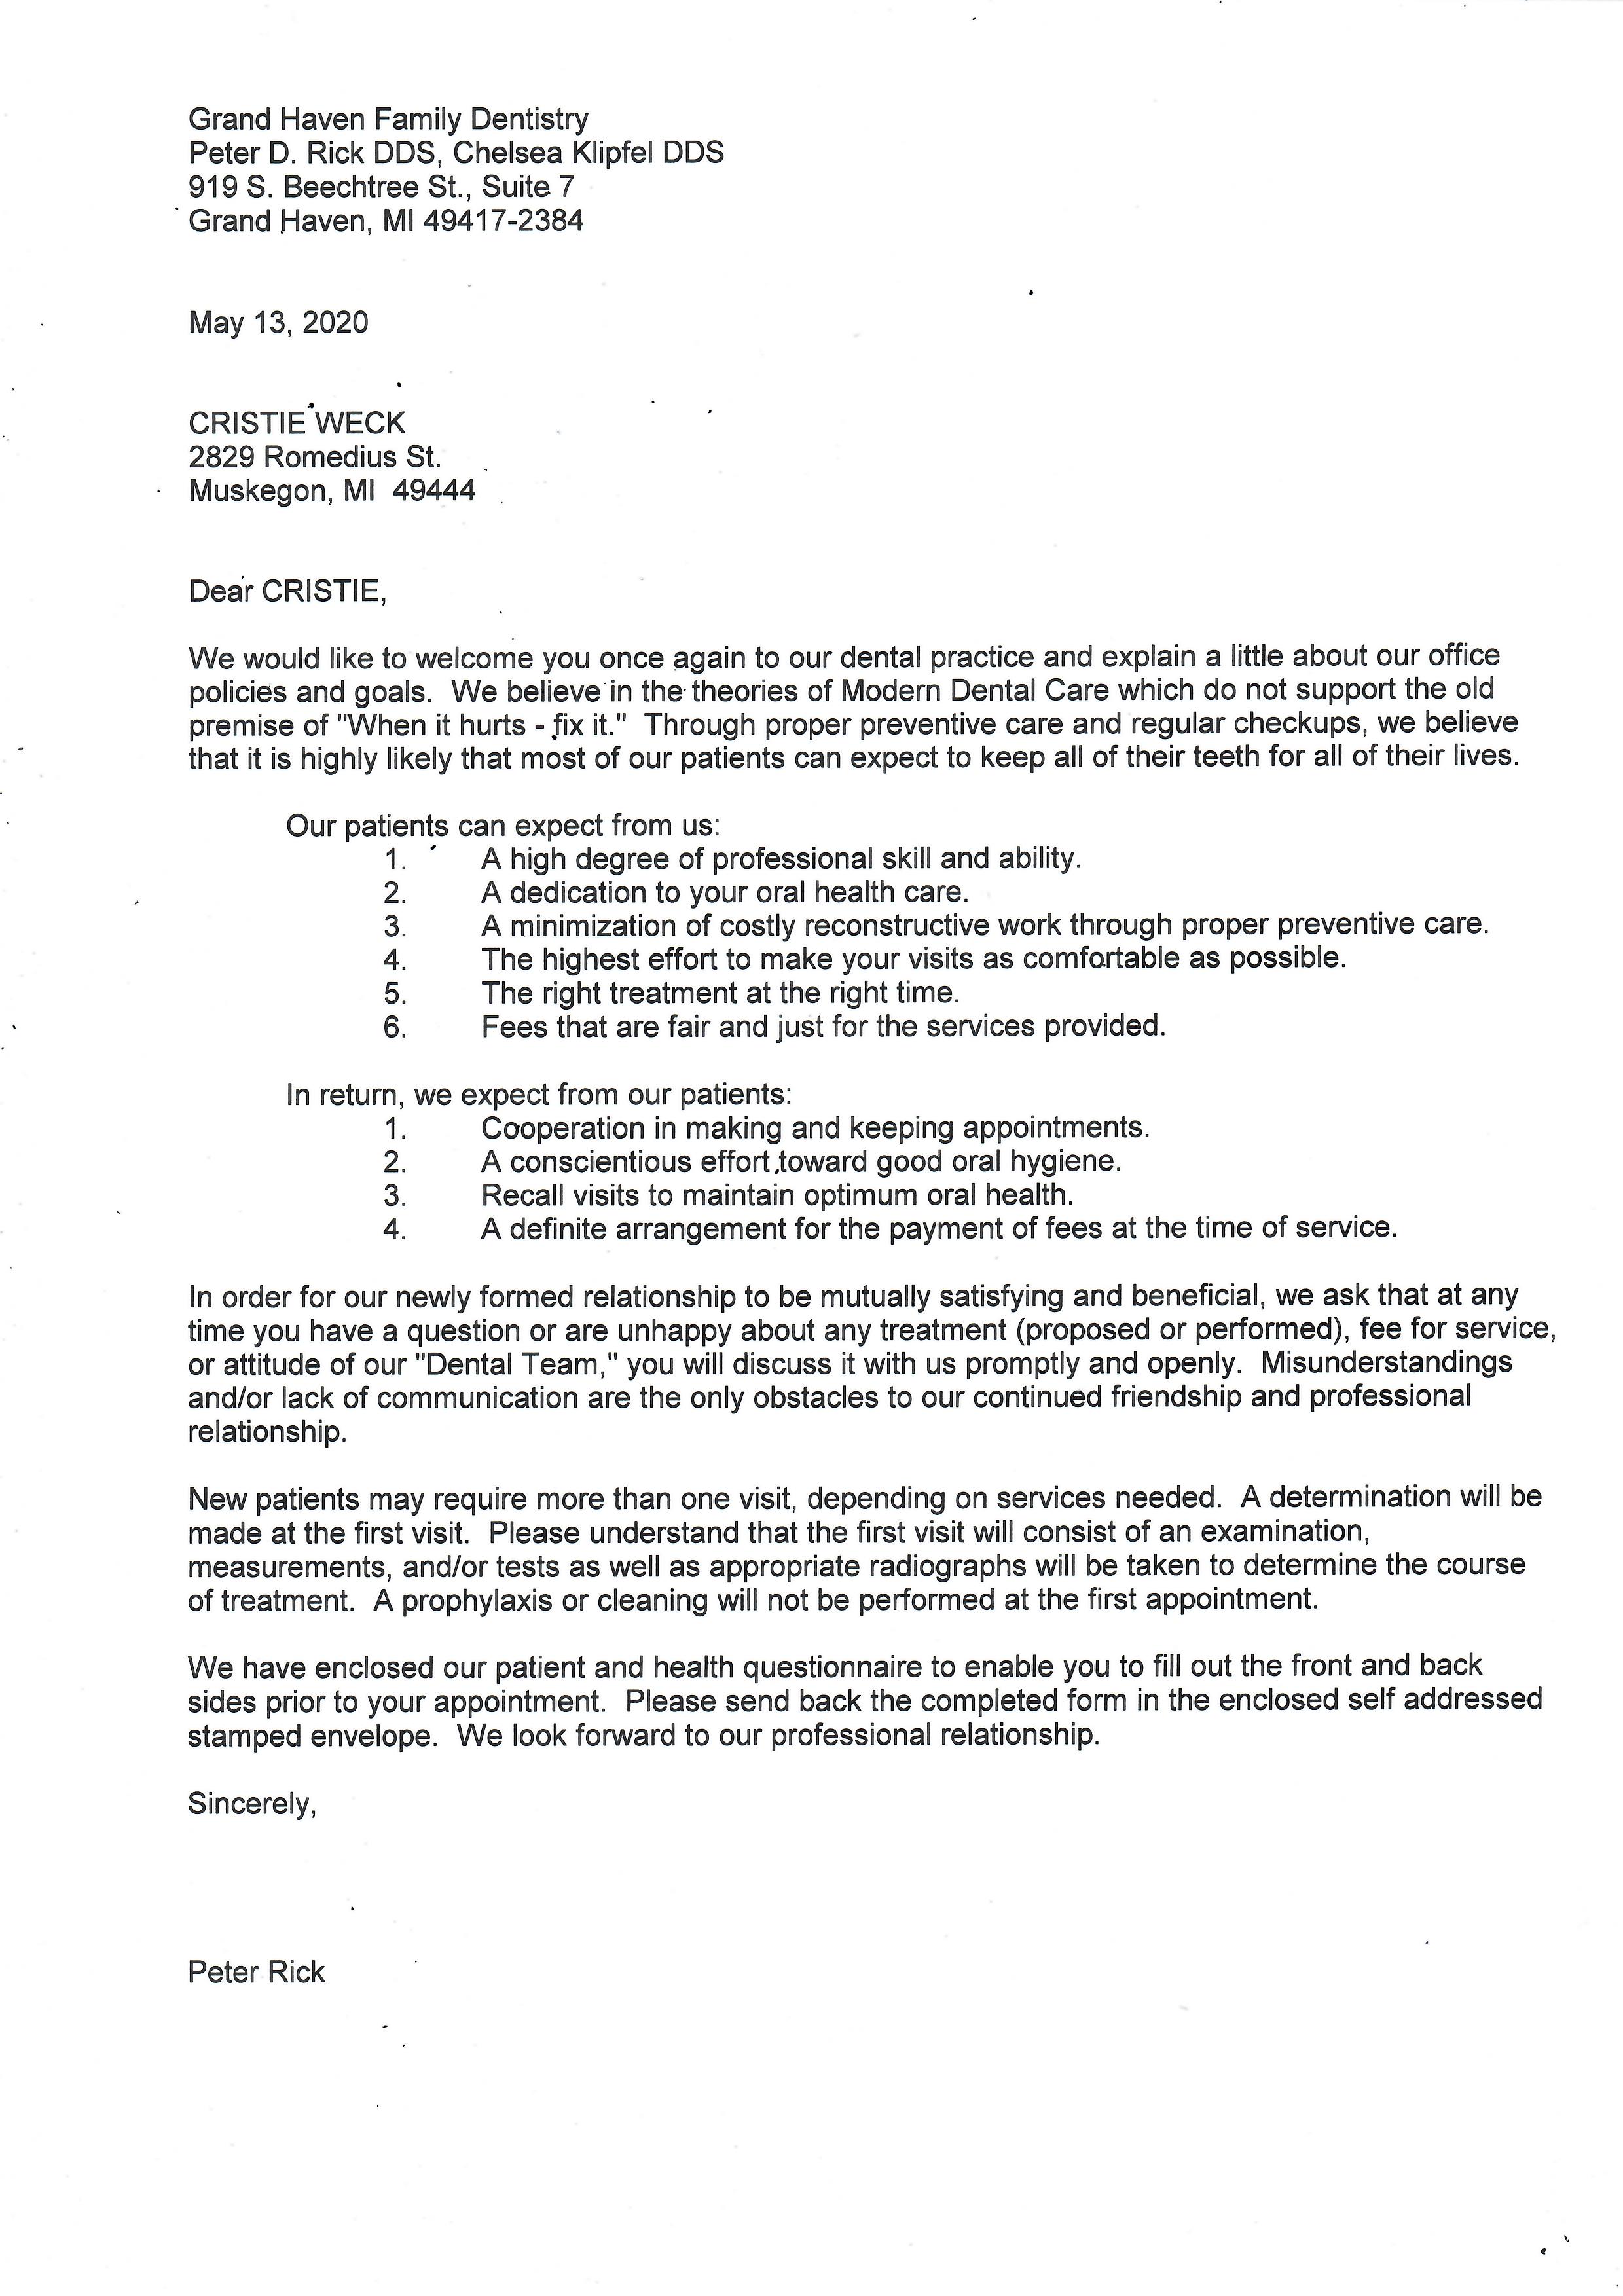 Grand Haven Family Dentistry
Peter D. Rick DDS, Chelsea Klipfel DDS
919 S. Beechtree St., Suite 7
Grand Haven, MI 49417-2384
May 13, 2020
CRISTIE WECK
2829 Romedius St.
Muskegon, MI  49444
Dear CRISTIE,
We would like to welcome you once again to our dental practice and explain a little about our office
policies and goals.  We believe in the theories of Modern Dental Care which do not support the old
premise of "When it hurts - fix it."  Through proper preventive care and regular checkups, we believe
that it is highly likely that most of our patients can expect to keep all of their teeth for all of their lives.
Our patients can expect from us:
1. A high degree of professional skill and ability.
2. A dedication to your oral health care.
3. A minimization of costly reconstructive work through proper preventive care.
4. The highest effort to make your visits as comfortable as possible.
5. The right treatment at the right time.
6. Fees that are fair and just for the services provided.
In return, we expect from our patients:
1. Cooperation in making and keeping appointments.
2. A conscientious effort toward good oral hygiene.
3. Recall visits to maintain optimum oral health.
4. A definite arrangement for the payment of fees at the time of service.
In order for our newly formed relationship to be mutually satisfying and beneficial, we ask that at any
time you have a question or are unhappy about any treatment (proposed or performed), fee for service,
or attitude of our "Dental Team," you will discuss it with us promptly and openly.  Misunderstandings
and/or lack of communication are the only obstacles to our continued friendship and professional
relationship.
New patients may require more than one visit, depending on services needed.  A determination will be
made at the first visit.  Please understand that the first visit will consist of an examination,
measurements, and/or tests as well as appropriate radiographs will be taken to determine the course
of treatment.  A prophylaxis or cleaning will not be performed at the first appointment.
We have enclosed our patient and health questionnaire to enable you to fill out the front and back
sides prior to your appointment.  Please send back the completed form in the enclosed self addressed
stamped envelope.  We look forward to our professional relationship.
Sincerely,
Peter Rick